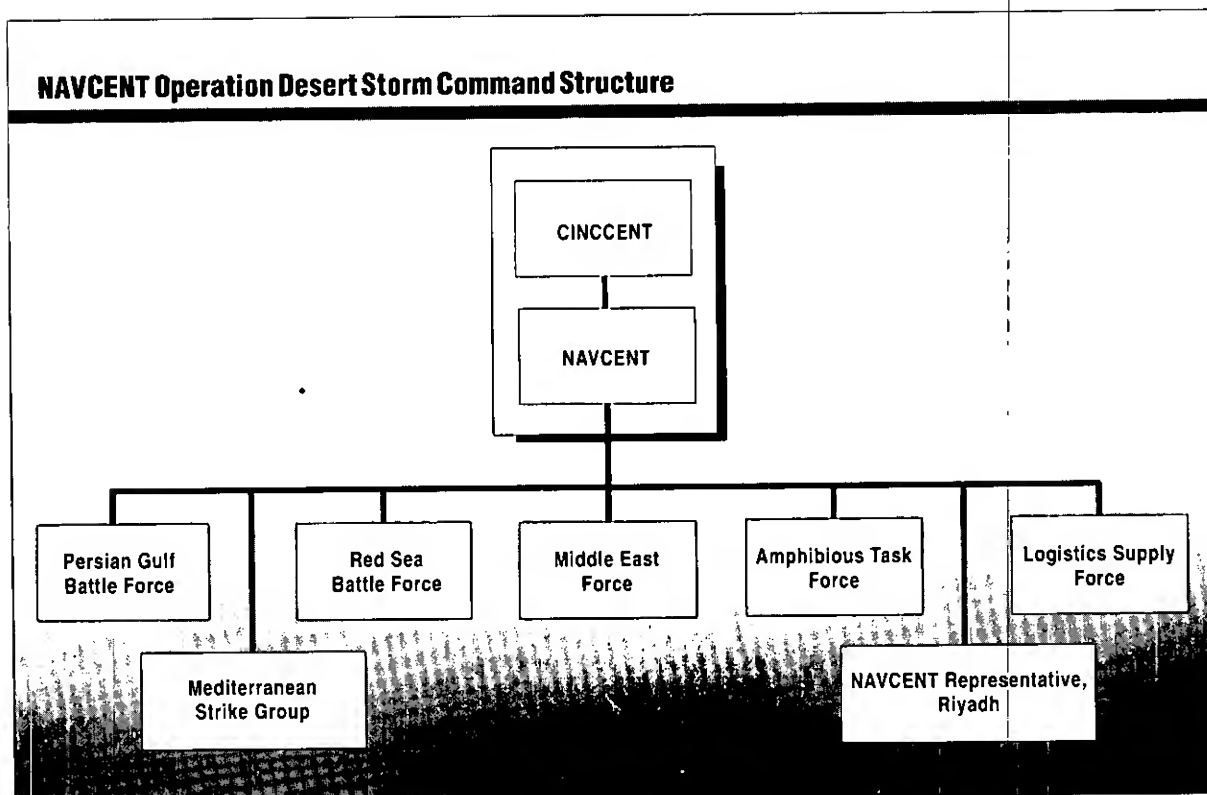 NAVCENT Operation Desert Storm Command Structure
CINCCENT
NAVCENT
Persian Gulf
Battle Force
Red Sea
Battle Force
Middle East
Force
Amphibious Task
Force
Logistics Supply
Force
Mediterranean
Strike Group
NAVCENT Representative,
Riyadh